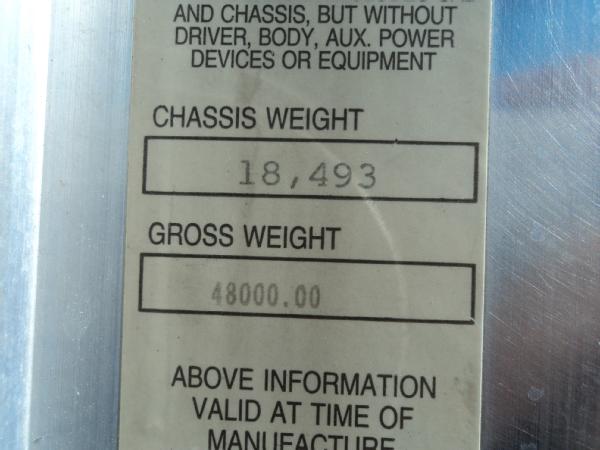 AND CHASSIS, BUT WITHOUT
DRIVER, BODY, AUX. POWER
DEVICES OR EQUIPMENT
CHASSIS WEIGHT
18,493
GROSS WEIGHT
48000.00
ABOVE INFORMATION
VALID AT TIME OF
MANUFACTURE